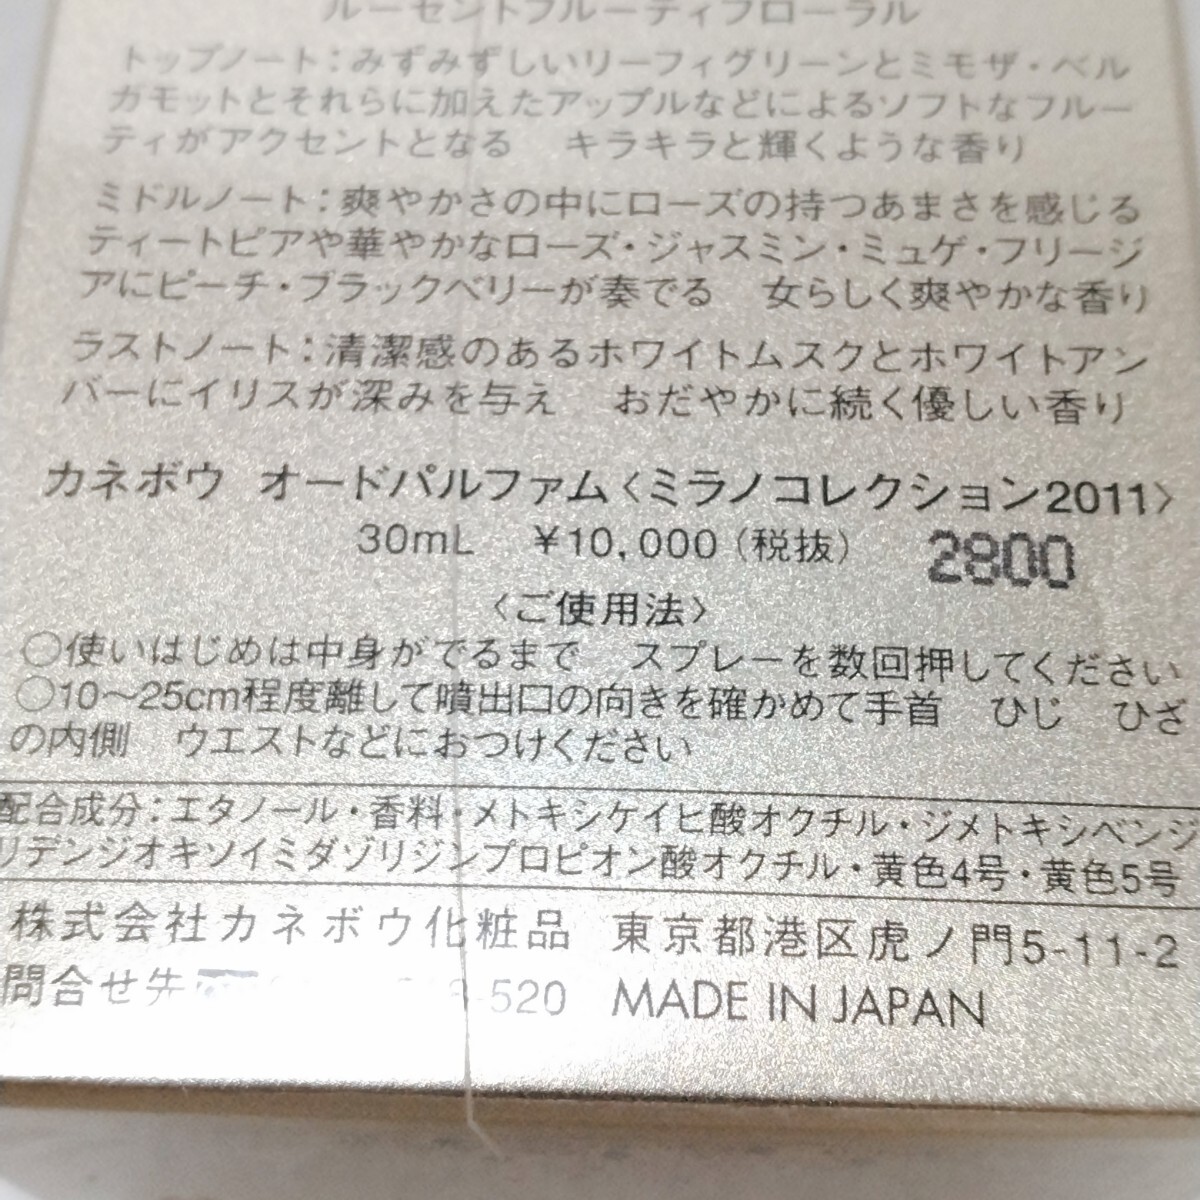 ルーセントフルーティフローラル
トップノート:みずみずしいリーフィグリーンとミモザ・ベル
ガモットとそれらに加えたアップルなどによるソフトなフルー
ティがアクセントとなる　キラキラと輝くような香り
ミドルノート:爽やかさの中にローズの持つあまさを感じる
ティートピアや華やかなローズ・ジャスミン・ミュゲ・フリージ
アにピーチ・ブラックベリーが奏でる　女らしく爽やかな香り
ラストノート:清潔感のあるホワイトムスクとホワイトアン
バーにイリスが深みを与え　おだやかに続く優しい香り
カネボウ　オードパルファム〈ミラノコレクション2011〉
30mL　¥10,000(税抜)　2800
〈ご使用法〉
○使いはじめは中身がでるまで　スプレーを数回押してください
○10〜25cm程度離して噴出口の向きを確かめて手首　ひじ　ひざ
の内側　ウエストなどにおつけください
配合成分:エタノール・香料・メトキシケイヒ酸オクチル・ジメトキシベンジ
リデンジオキソイミダゾリジンプロピオン酸オクチル・黄色4号・黄色5号
株式会社カネボウ化粧品　東京都港区虎ノ門5-11-2
問合せ先 -520　MADE IN JAPAN